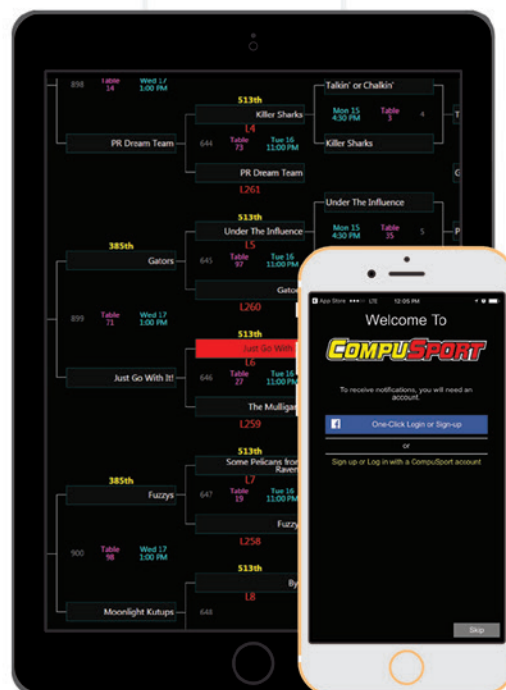 898 Table 14 Wed 17 1:00 PM
Talkin' or Chalkin'
513th
Killer Sharks
L4
Mon 15 4:30 PM Table 3 4
PR Dream Team
644 Table 73 Tue 16 11:00 PM
Killer Sharks
PR Dream Team
L261
Under The Influence
513th
Under The Influence
L5
Mon 15 4:30 PM Table 35 5
385th
Gators
645 Table 97 Tue 16 11:00 PM
L260
899 Table 71 Wed 17 1:00 PM
513th
Just Go With
L6
Just Go With It!
646 Table 27 Tue 16 11:00 PM
The Mulligan
L259
513th
Some Pelicans from
Raven
L7
385th
Fuzzys
647 Table 19 Tue 16 11:00 PM
Fuzzy
L258
900 Table 98 Wed 17 1:00 PM
513th
By
L8
Moonlight Kutups
648
App Store LTE 12:05 PM
Welcome To
COMPUSPORT
To receive notifications, you will need an
account.
f One-Click Login or Sign-up
or
Sign up or Log in with a CompuSport account
Skip